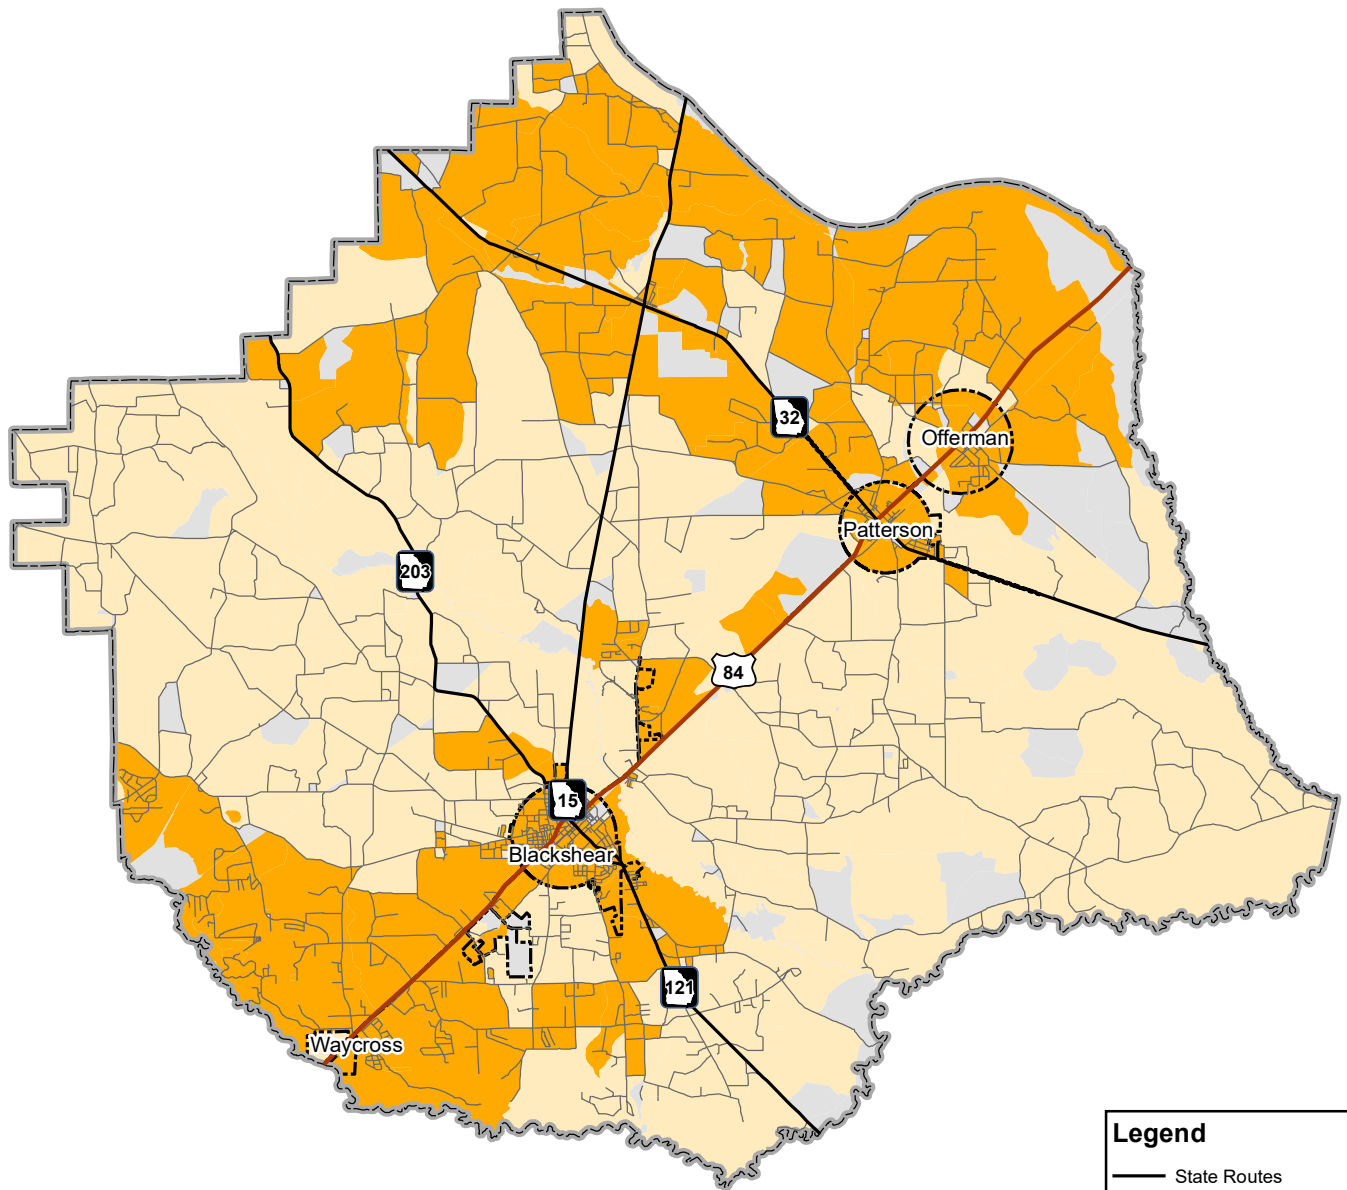 32
Offerman
Patterson
203
84
15
Blackshear
121
Waycross
Legend
State Routes